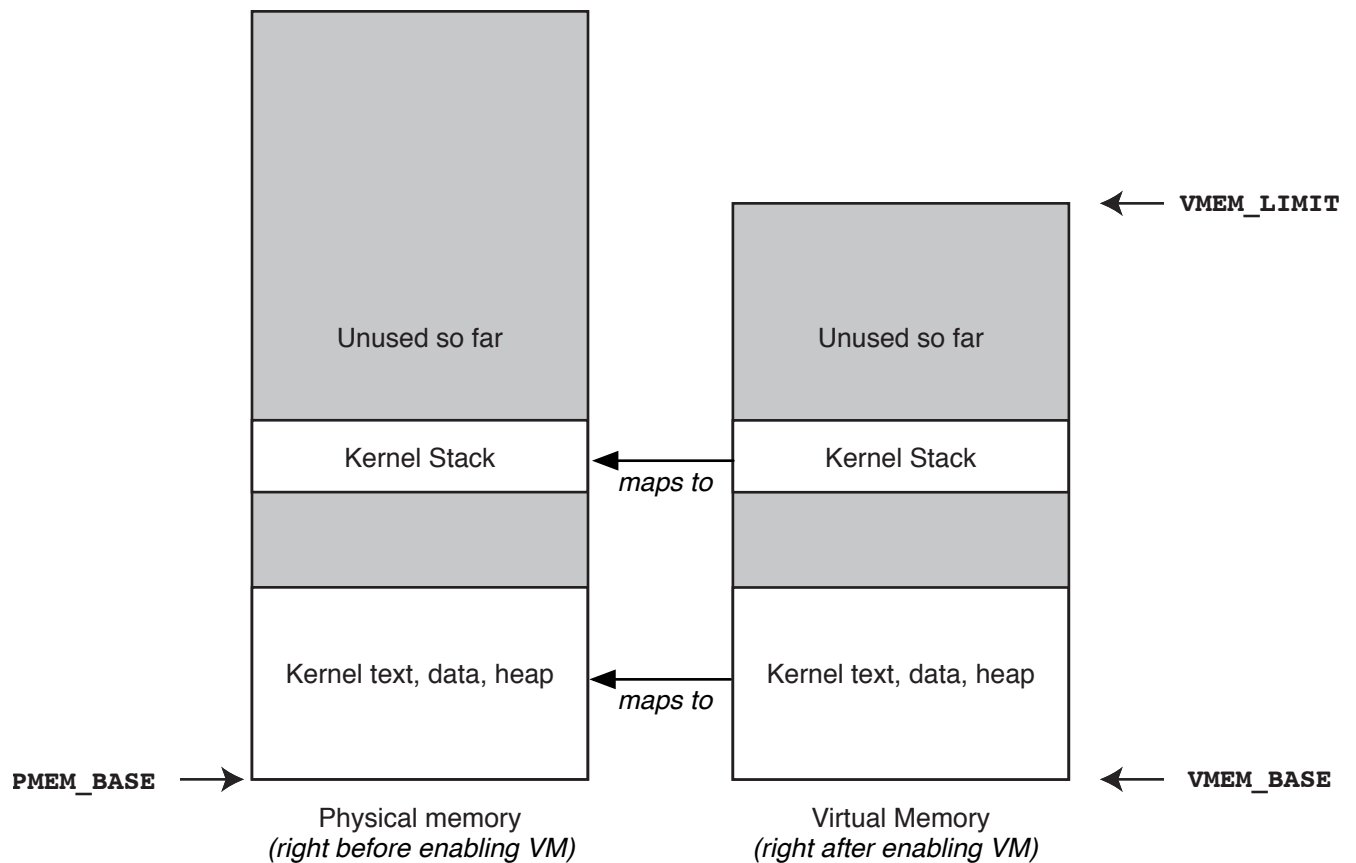 VMEM_LIMIT
Unused so far
Unused so far
Kernel Stack
maps to
Kernel Stack
Kernel text, data, heap
maps to
Kernel text, data, heap
PMEM_BASE
VMEM_BASE
Physical memory
(right before enabling VM)
Virtual Memory
(right after enabling VM)